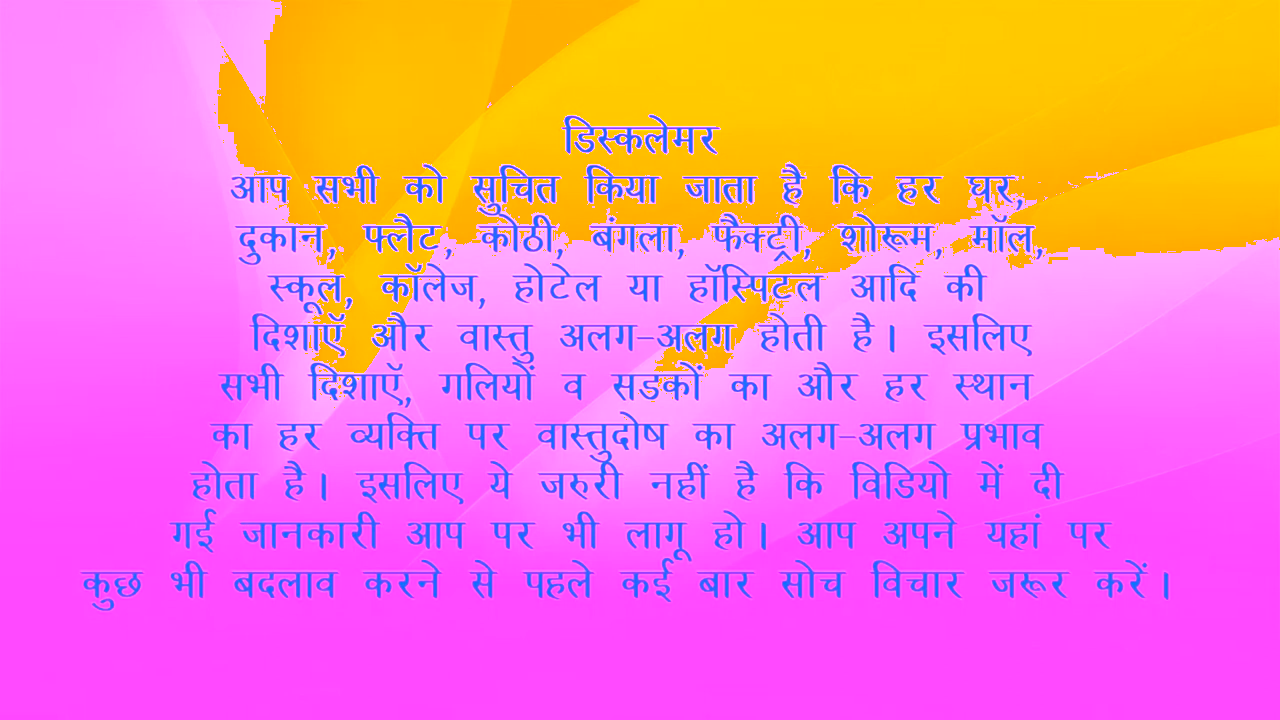 डिस्कलेमर
आप सभी को सुचित किया जाता है कि हर घर,
दुकान, फ्लैट, कोठी, बंगला, फैक्ट्री, शोरूम, मॉल,
स्कूल, कॉलेज, होटेल या हॉस्पिटल आदि की
दिशाऍ और वास्तु अलग-अलग होती है। इसलिए
सभी दिशाऍ, गलियों व सडकों का और हर स्थान
का हर व्यक्ति पर वास्तुदोष का अलग-अलग प्रभाव
होता है। इसलिए ये जरुरी नहीं है कि विडियो में दी
गई जानकारी आप पर भी लागू हो। आप अपने यहां पर
कुछ भी बदलाव करने से पहले कई बार सोच विचार जरूर करें।